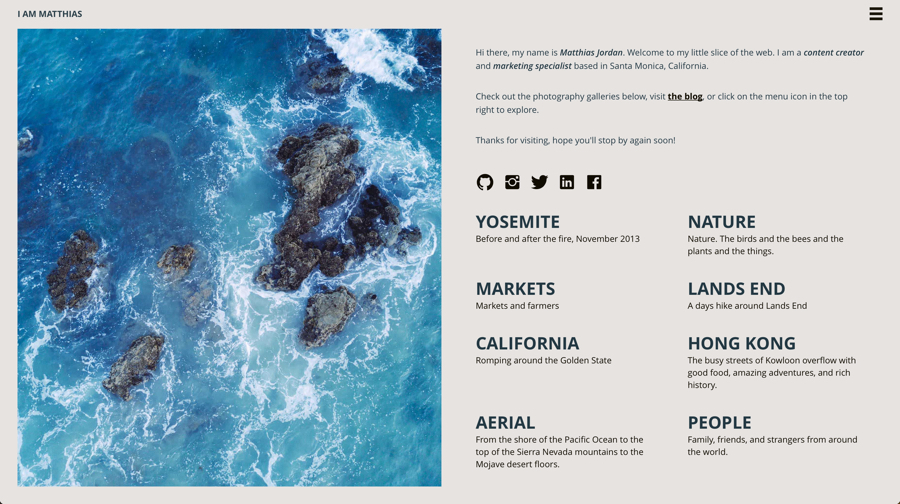 I AM MATTHIAS
Hi there, my name is Matthias Jordan. Welcome to my little slice of the web. I am a content creator
and marketing specialist based in Santa Monica, California.
Check out the photography galleries below, visit the blog, or click on the menu icon in the top
right to explore.
Thanks for visiting, hope you'll stop by again soon!
YOSEMITE
Before and after the fire, November 2013
NATURE
Nature. The birds and the bees and the
plants and the things.
MARKETS
Markets and farmers
LANDS END
A days hike around Lands End
CALIFORNIA
Romping around the Golden State
HONG KONG
The busy streets of Kowloon overflow with
good food, amazing adventures, and rich
history.
AERIAL
From the shore of the Pacific Ocean to the
top of the Sierra Nevada mountains to the
Mojave desert floors.
PEOPLE
Family, friends, and strangers from around
the world.